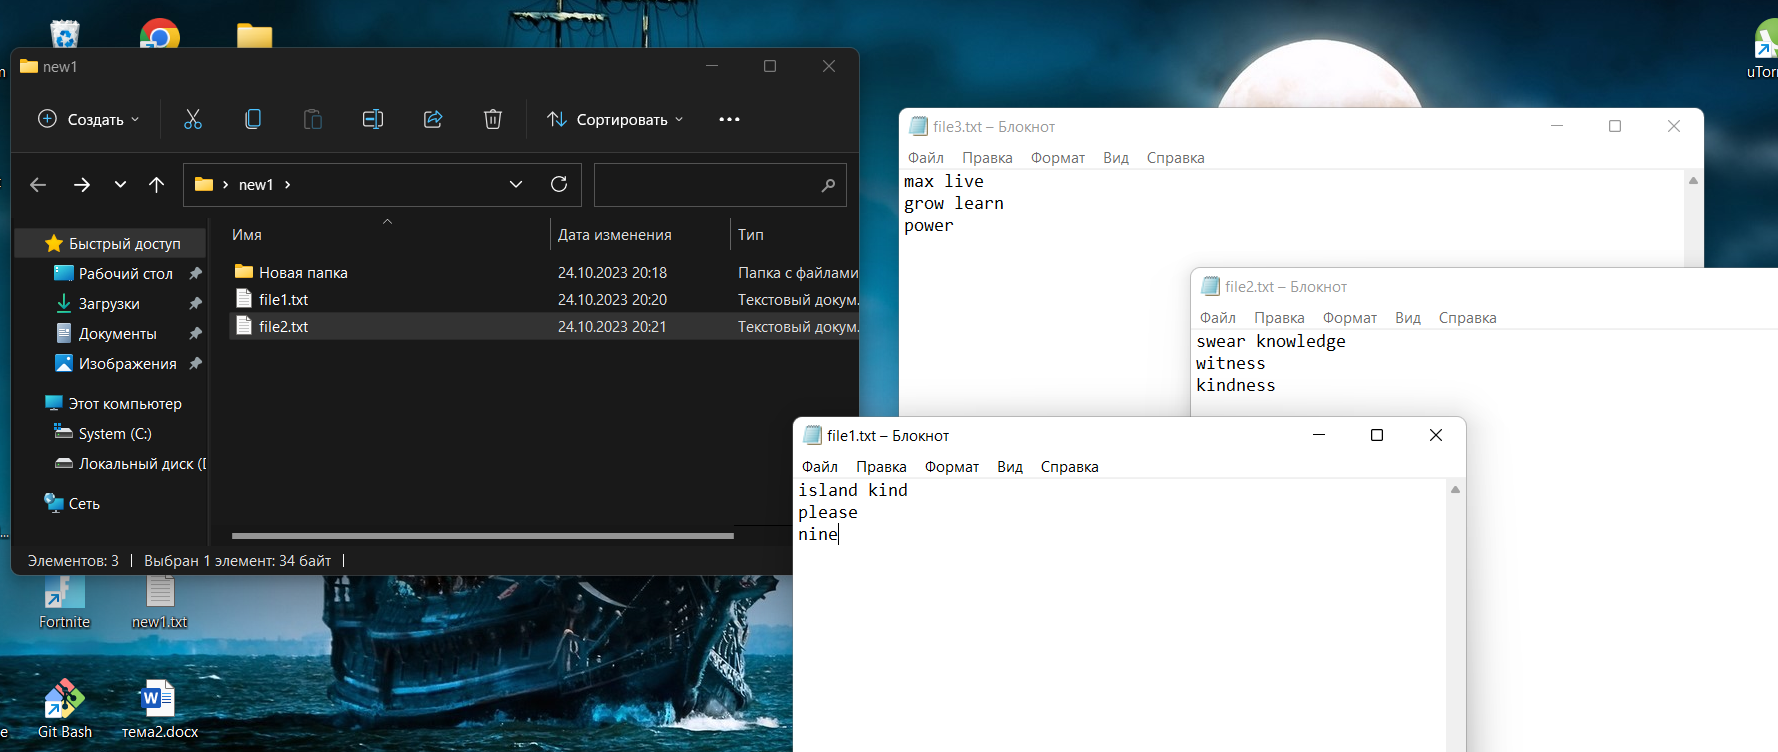 new1
Создать
Сортировать
new1
Имя
Дата изменения
Тип
Быстрый доступ
Рабочий стол
Загрузки
Документы
Изображения
Этот компьютер
System (C:)
Локальный диск (
Сеть
Новая папка 24.10.2023 20:18 Папка с файлами
file1.txt 24.10.2023 20:20 Текстовый докум.
file2.txt 24.10.2023 20:21 Текстовый докум.
Элементов: 3
Выбран 1 элемент: 34 байт
Fortnite
new1.txt
Git Bash
тема2.docx
uTorr
file3.txt – Блокнот
Файл Правка Формат Вид Справка
max live
grow learn
power
file2.txt – Блокнот
Файл Правка Формат Вид Справка
swear knowledge
witness
kindness
file1.txt – Блокнот
Файл Правка Формат Вид Справка
island kind
please
nine